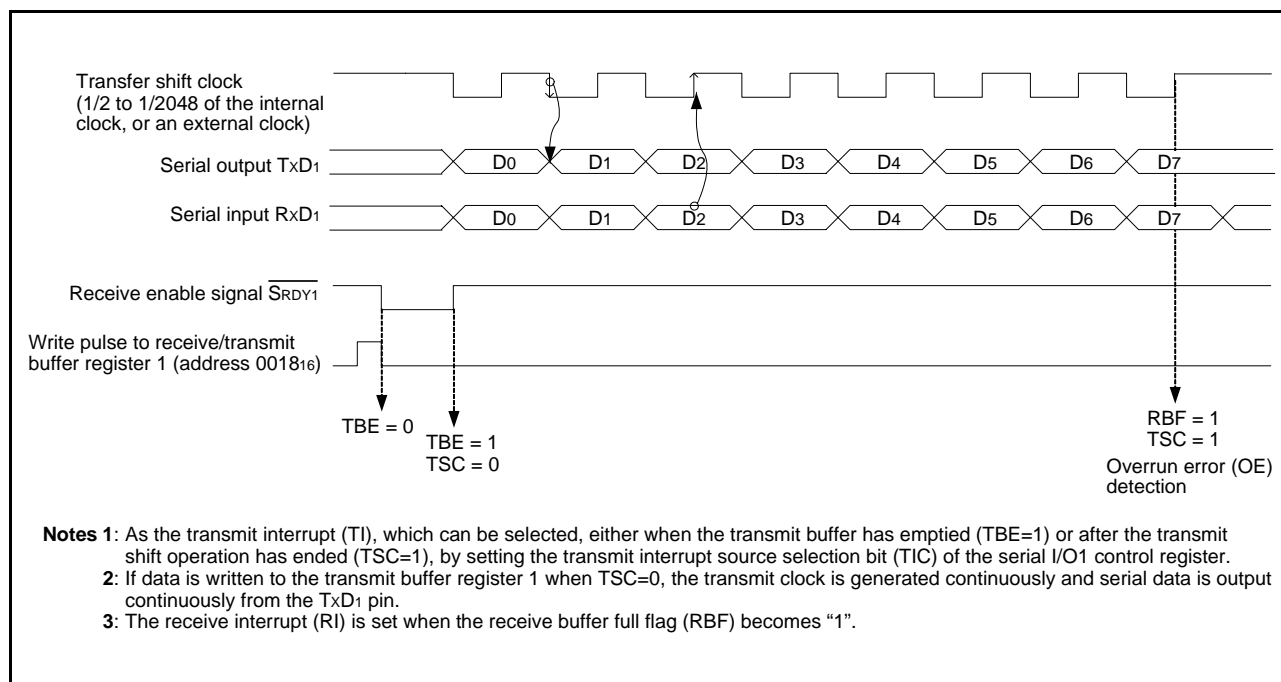 Transfer shift clock
(1/2 to 1/2048 of the internal
clock, or an external clock)
Serial output TxD1
D0 D1 D2 D3 D4 D5 D6 D7
Serial input RxD1
D0 D1 D2 D3 D4 D5 D6 D7
Receive enable signal SRDY1
Write pulse to receive/transmit
buffer register 1 (address 001816)
TBE = 0
TBE = 1
TSC = 0
RBF = 1
TSC = 1
Overrun error (OE)
detection
Notes 1: As the transmit interrupt (TI), which can be selected, either when the transmit buffer has emptied (TBE=1) or after the transmit
shift operation has ended (TSC=1), by setting the transmit interrupt source selection bit (TIC) of the serial I/O1 control register.
2: If data is written to the transmit buffer register 1 when TSC=0, the transmit clock is generated continuously and serial data is output
continuously from the TxD1 pin.
3: The receive interrupt (RI) is set when the receive buffer full flag (RBF) becomes “1”.